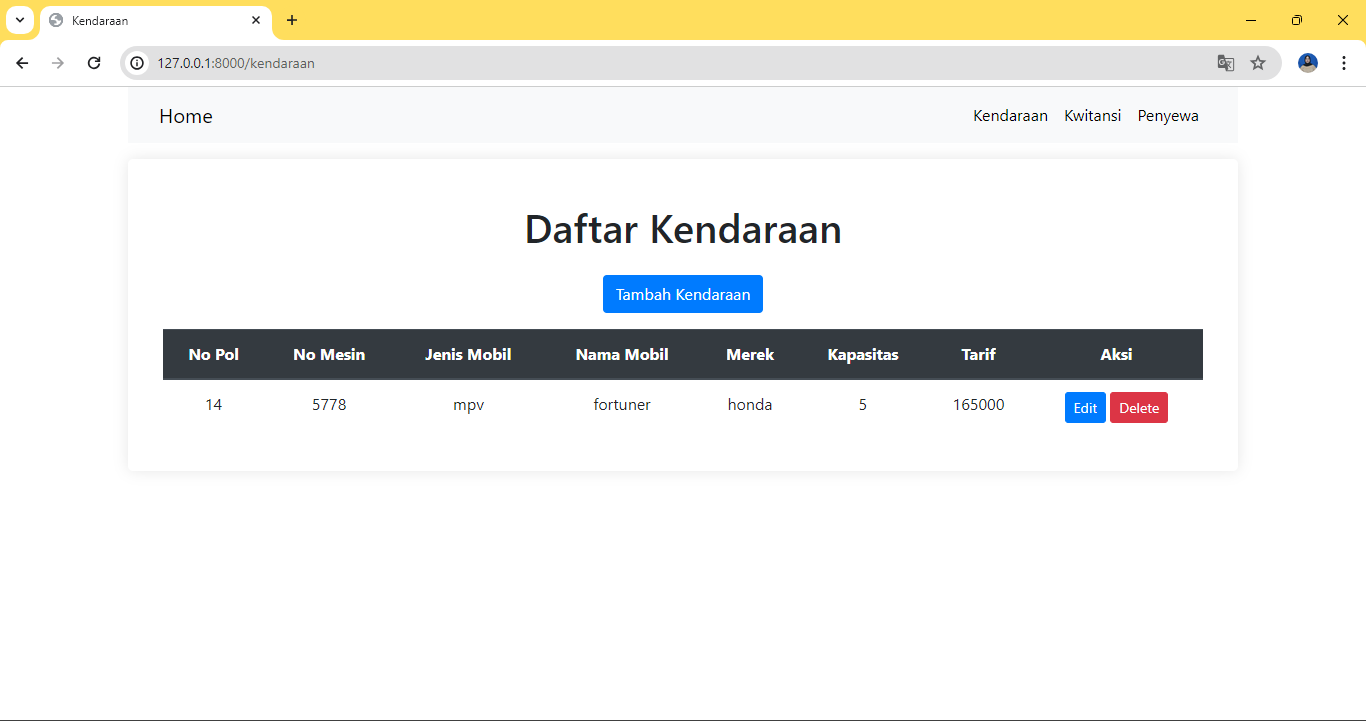 Kendaraan
127.0.0.1:8000/kendaraan
Home Kendaraan Kwitansi Penyewa
Daftar Kendaraan
Tambah Kendaraan
No Pol No Mesin Jenis Mobil Nama Mobil Merek Kapasitas Tarif Aksi
14 5778 mpv fortuner honda 5 165000 Edit Delete